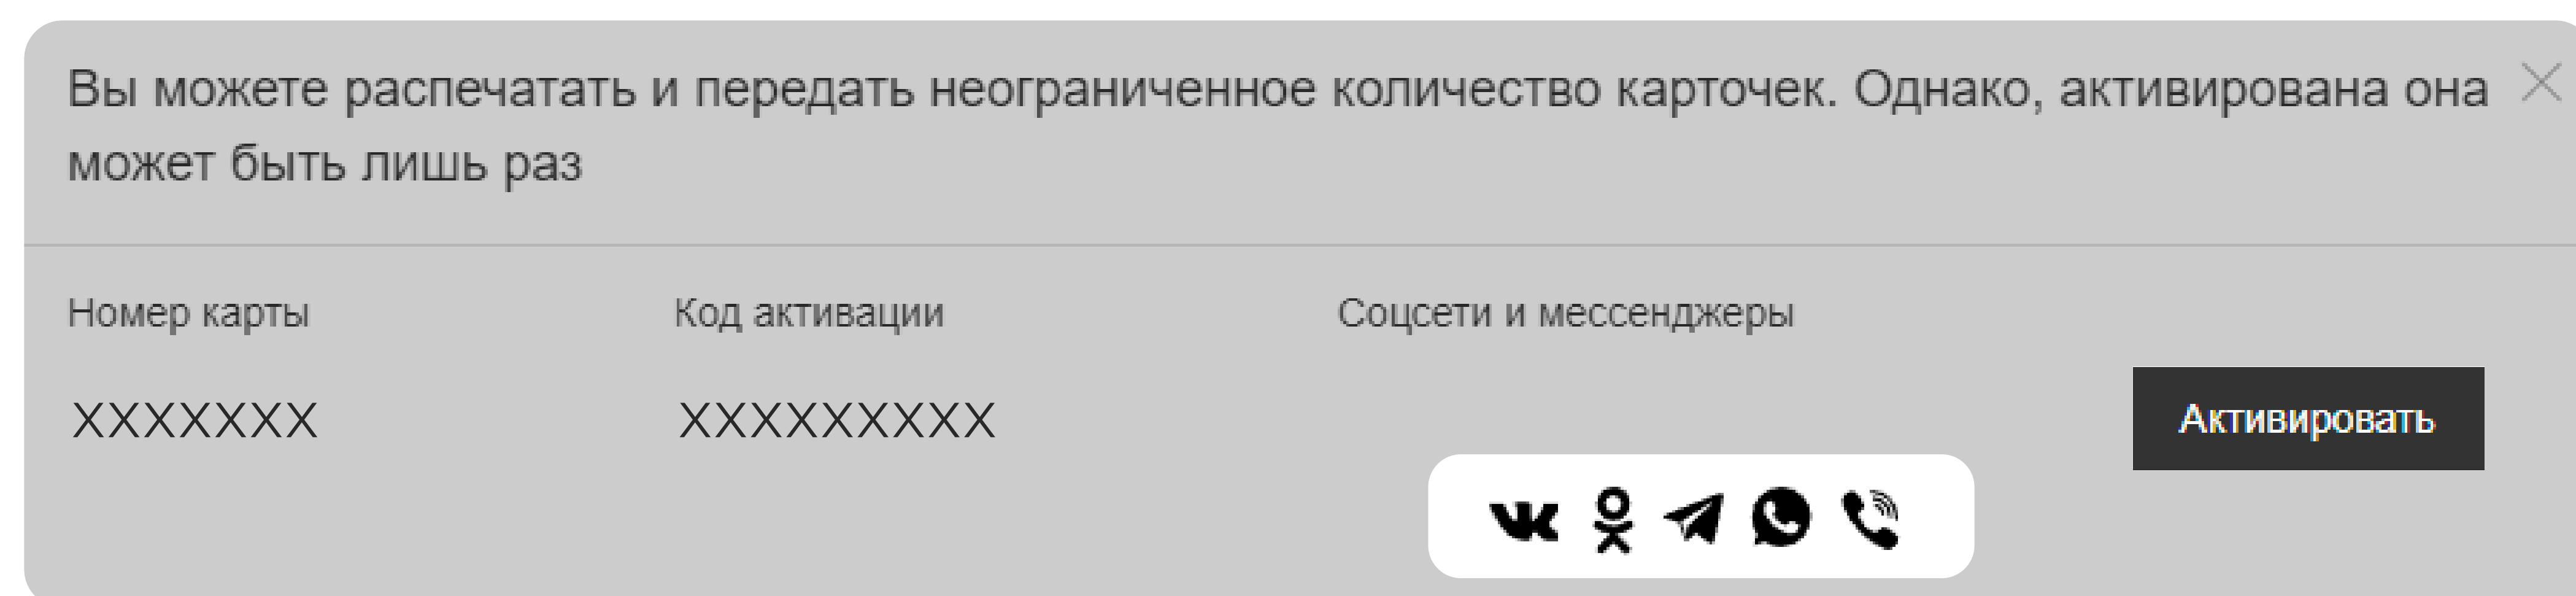 Вы можете распечатать и передать неограниченное количество карточек. Однако, активирована она
может быть лишь раз
Номер карты Код активации Соцсети и мессенджеры
XXXXXXX XXXXXXXXX Активировать